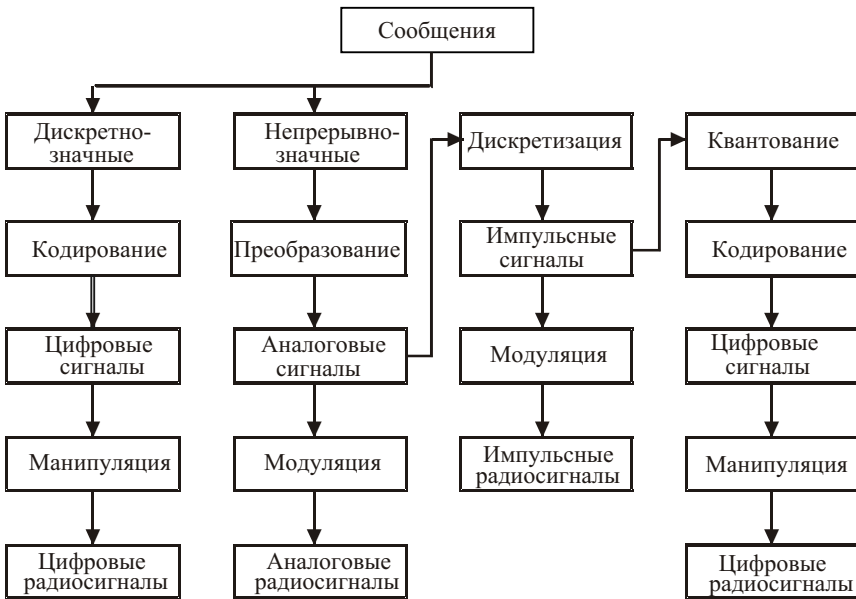 Сообщения
Дискретно-
значные
Непрерывно-
значные
Дискретизация
Квантование
Кодирование
Преобразование
Импульсные
сигналы
Кодирование
Цифровые
сигналы
Аналоговые
сигналы
Модуляция
Цифровые
сигналы
Манипуляция
Модуляция
Импульсные
радиосигналы
Манипуляция
Цифровые
радиосигналы
Аналоговые
радиосигналы
Цифровые
радиосигналы